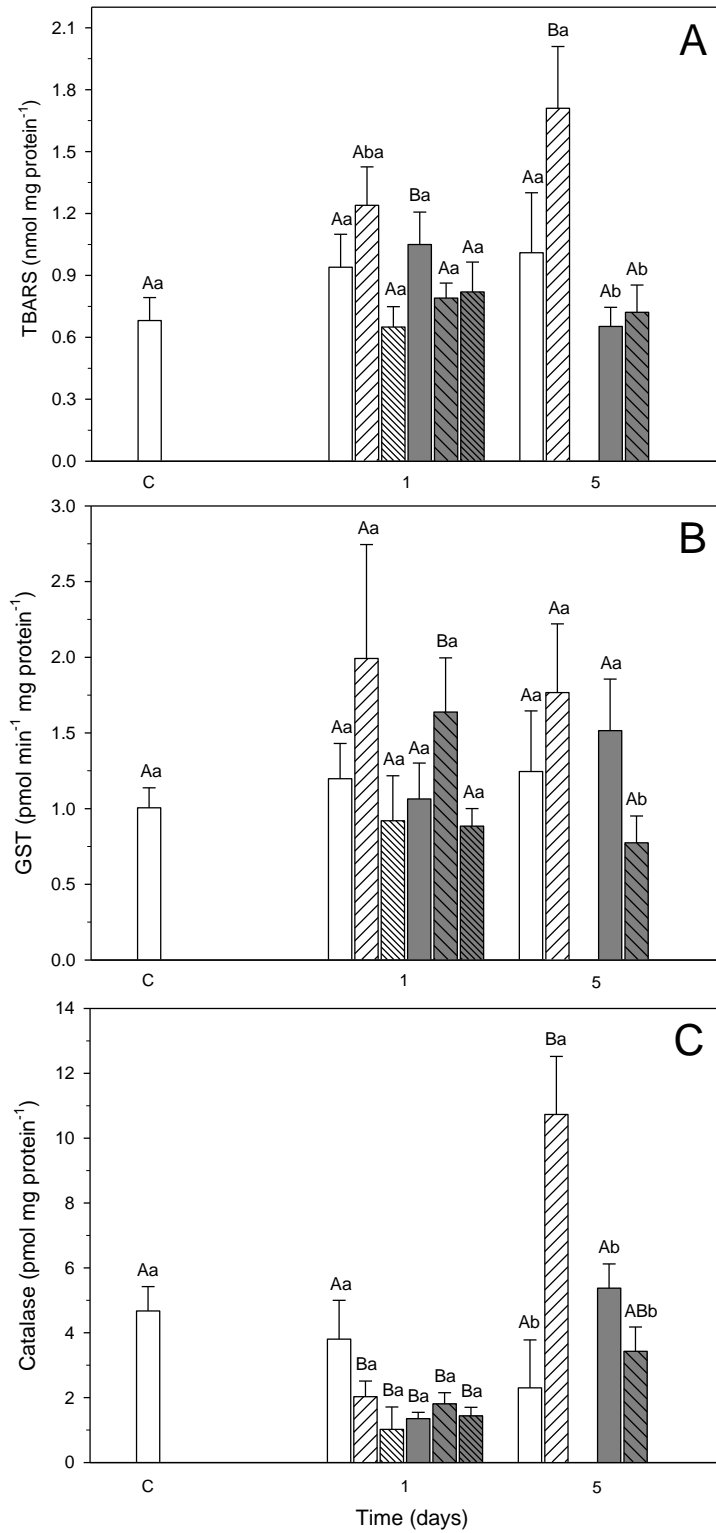 A
TBARS (nmol mg protein⁻¹)
2.1
1.8
1.5
1.2
0.9
0.6
0.3
0.0
Aa
Aa
Aba
Aa
Ba
Aa
Aa
Aa
Ba
Ab
Ab
C 1 5
B
GST (pmol min⁻¹ mg protein⁻¹)
3.0
2.5
2.0
1.5
1.0
0.5
0.0
Aa
Aa
Aa
Aa
Aa
Ba
Aa
Aa
Aa
Aa
Ab
C 1 5
C
Catalase (pmol mg protein⁻¹)
14
12
10
8
6
4
2
0
Aa
Aa
Ba
Ba
Ba
Ba
Ba
Ab
Ba
Ab
ABb
C 1 5
Time (days)